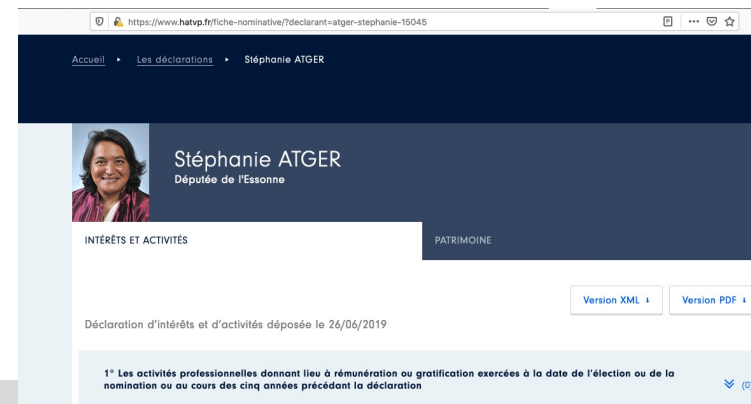 https://www.hatvp.fr/fiche-nominative/?declarant=atger-stephanie-15045
Accueil ▸ Les déclarations ▸ Stéphanie ATGER
Stéphanie ATGER
Députée de l'Essonne
INTÉRÊTS ET ACTIVITÉS PATRIMOINE
Version XML Version PDF
Déclaration d'intérêts et d'activités déposée le 26/06/2019
1° Les activités professionnelles donnant lieu à rémunération ou gratification exercées à la date de l'élection ou de la
nomination ou au cours des cinq années précédant la déclaration (0)